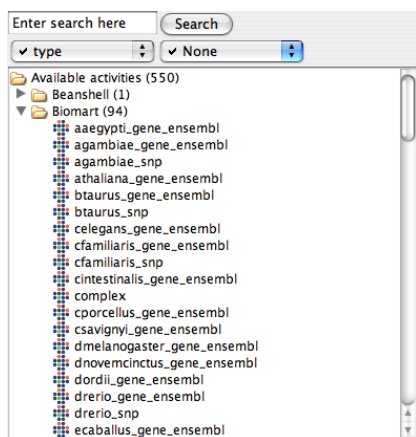 Enter search here Search
✔ type ✔ None
Available activities (550)
Beanshell (1)
Biomart (94)
aaegypti_gene_ensembl
agambiae_gene_ensembl
agambiae_snp
athaliana_gene_ensembl
btaurus_gene_ensembl
btaurus_snp
celegans_gene_ensembl
cfamiliaris_gene_ensembl
cfamiliaris_snp
cintestinalis_gene_ensembl
complex
cporcellus_gene_ensembl
csavignyi_gene_ensembl
dmelanogaster_gene_ensembl
dnovemcinctus_gene_ensembl
dordii_gene_ensembl
drerio_gene_ensembl
drerio_snp
ecaballus_gene_ensembl